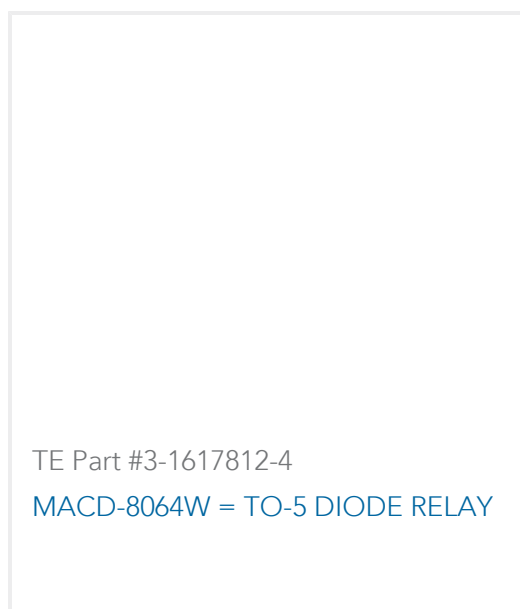 TE Part #3-1617812-4
MACD-8064W = TO-5 DIODE RELAY